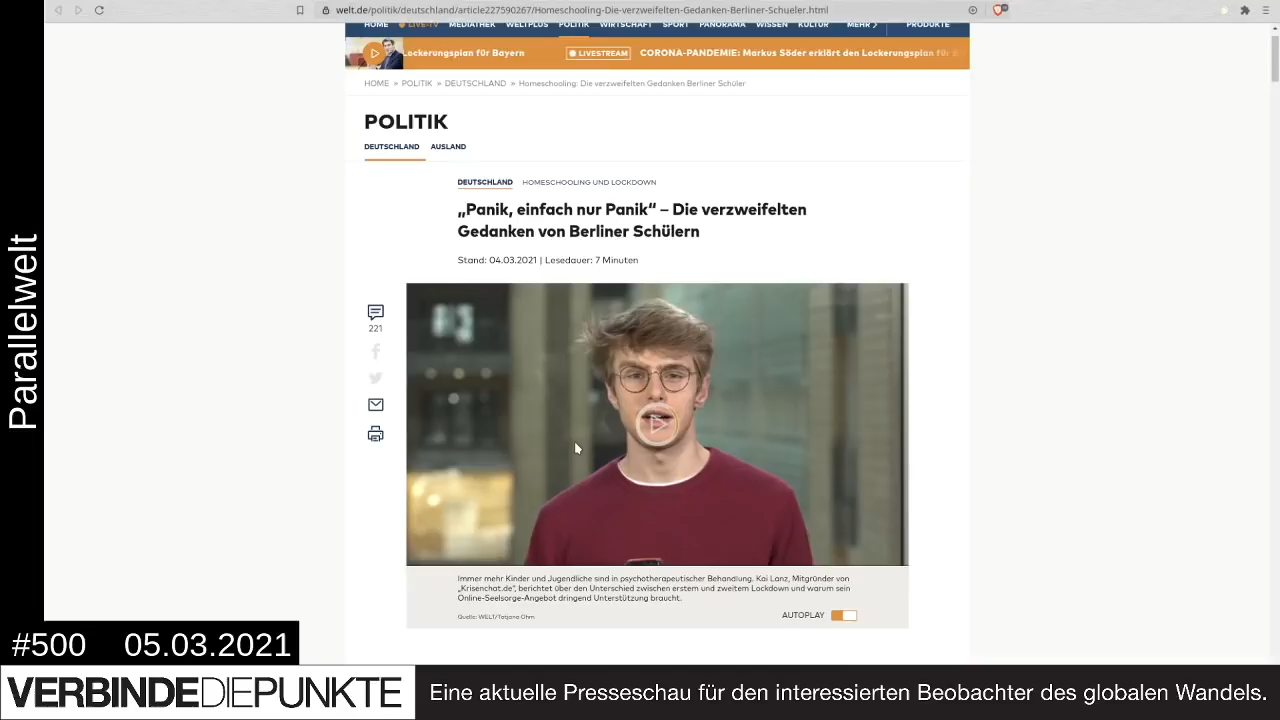 welt.de/politik/deutschland/article227590267/Homeschooling-Die-verzweifelten-Gedanken-Berliner-Schueler.html
HOME LIVE-TV MEDIATHEK WELTPLUS POLITIK WIRTSCHAFT SPORT PANORAMA WISSEN KULTUR MEHR PRODUKTE
Lockerungsplan für Bayern LIVESTREAM CORONA-PANDEMIE: Markus Söder erklärt den Lockerungsplan für
HOME » POLITIK » DEUTSCHLAND » Homeschooling: Die verzweifelten Gedanken Berliner Schüler
POLITIK
DEUTSCHLAND AUSLAND
DEUTSCHLAND HOMESCHOOLING UND LOCKDOWN
„Panik, einfach nur Panik“ – Die verzweifelten
Gedanken von Berliner Schülern
Stand: 04.03.2021 | Lesedauer: 7 Minuten
221
Immer mehr Kinder und Jugendliche sind in psychotherapeutischer Behandlung. Kai Lanz, Mitgründer von
„Krisenchat.de“, berichtet über den Unterschied zwischen erstem und zweitem Lockdown und warum sein
Online-Seelsorge-Angebot dringend Unterstützung braucht.
Quelle: WELT/Tatjana Ohm
AUTOPLAY
Parallelwelt
#500 05.03.2021
VERBINDEDIEPUNKTE
Eine aktuelle Presseschau für den interessierten Beobachter des globalen Wandels.